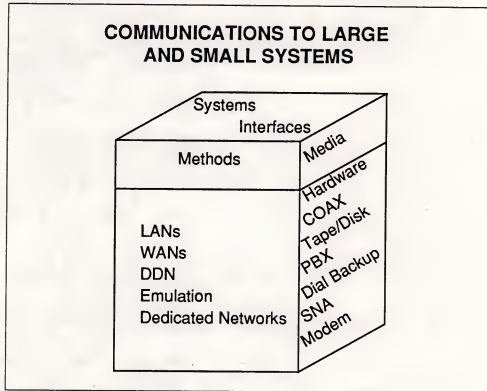 COMMUNICATIONS TO LARGE
AND SMALL SYSTEMS
Systems
Interfaces
Methods
Media
LANs
WANs
DDN
Emulation
Dedicated Networks
Hardware
COAX
Tape/Disk
PBX
Dial Backup
SNA
Modem